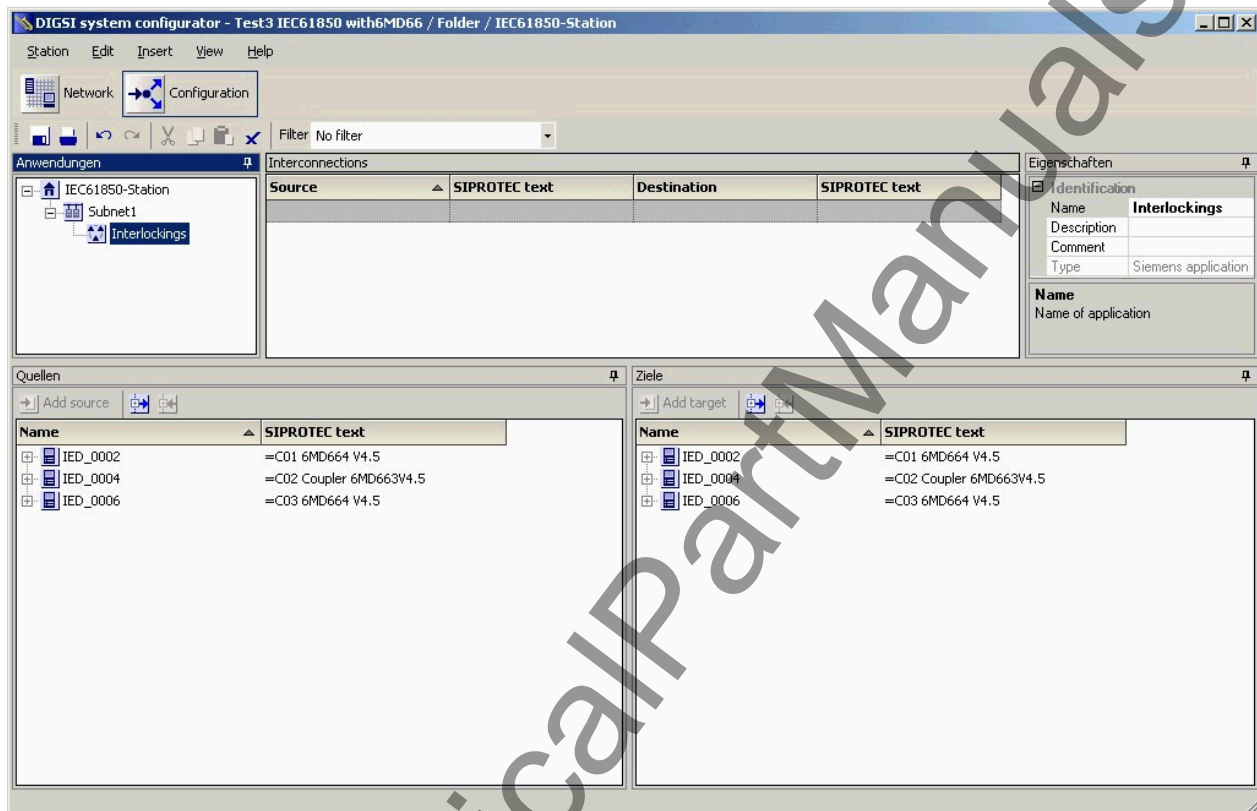 DIGSI system configurator - Test3 IEC61850 with6MD66 / Folder / IEC61850-Station
Station Edit Insert View Help
Network Configuration
Filter No filter
Anwendungen
IEC61850-Station
Subnet1
Interlockings
Interconnections
Source SIPROTEC text Destination SIPROTEC text
Eigenschaften
Identification
Name Interlockings
Description
Comment
Type Siemens application
Name
Name of application
Quellen
Add source
Name SIPROTEC text
IED_0002 =C01 6MD664 V4.5
IED_0004 =C02 Coupler 6MD663V4.5
IED_0006 =C03 6MD664 V4.5
Ziele
Add target
Name SIPROTEC text
IED_0002 =C01 6MD664 V4.5
IED_0004 =C02 Coupler 6MD663V4.5
IED_0006 =C03 6MD664 V4.5
calPartManuals